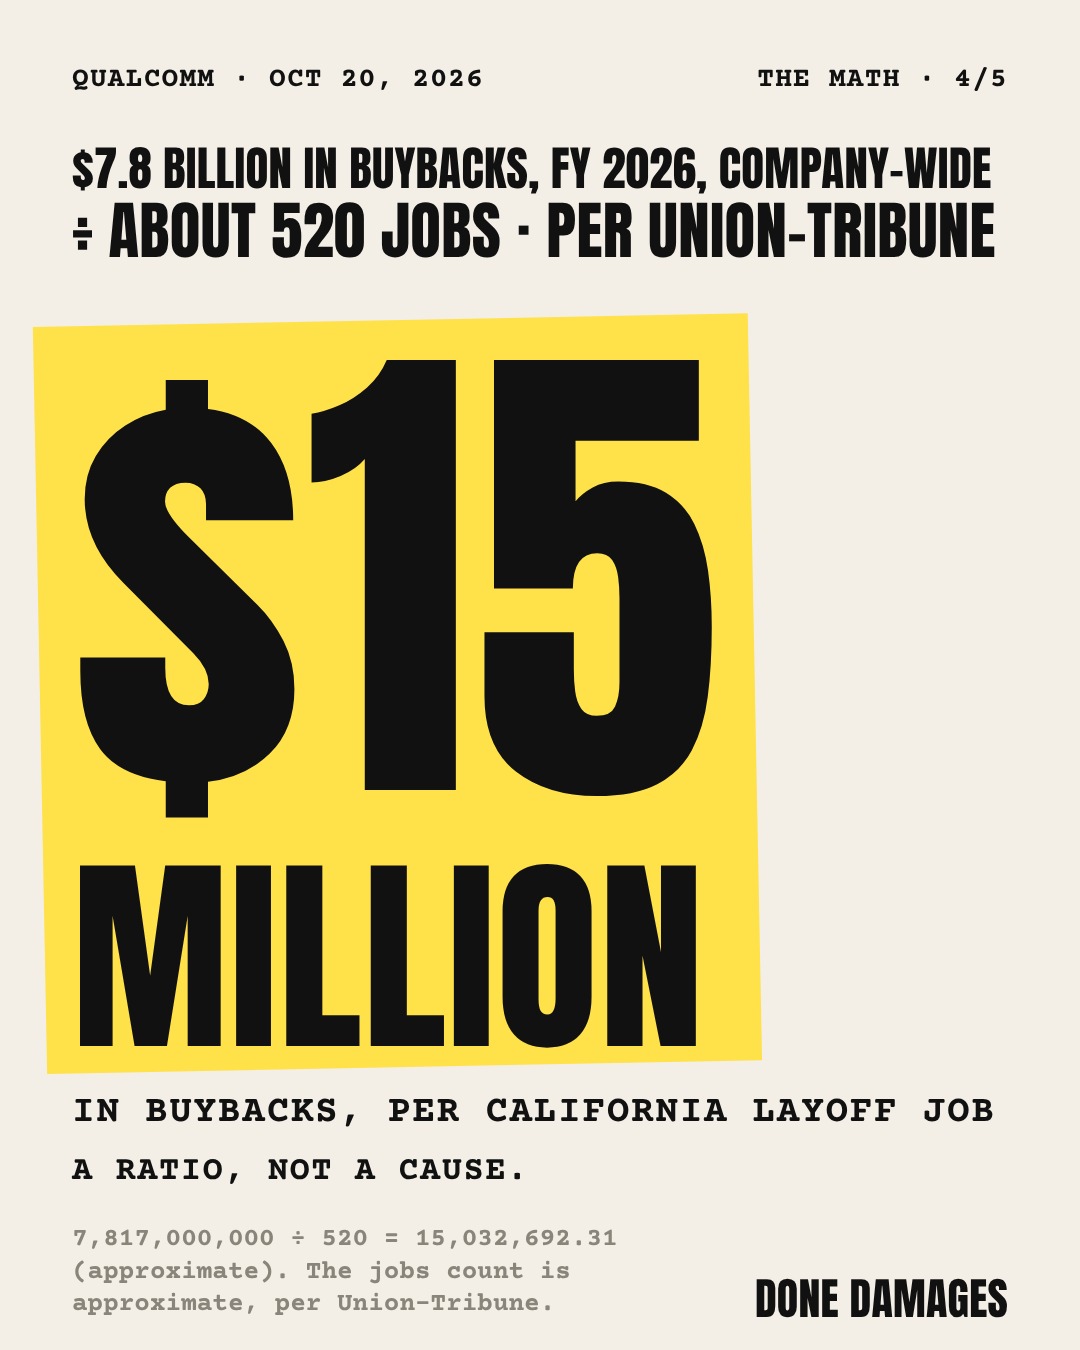 QUALCOMM · OCT 20, 2026
THE MATH · 4/5
$7.8 BILLION IN BUYBACKS, FY 2026, COMPANY-WIDE
÷ ABOUT 520 JOBS · PER UNION-TRIBUNE
$15
MILLION
IN BUYBACKS, PER CALIFORNIA LAYOFF JOB
A RATIO, NOT A CAUSE.
7,817,000,000 ÷ 520 = 15,032,692.31
(approximate). The jobs count is
approximate, per Union-Tribune.
DONE DAMAGES